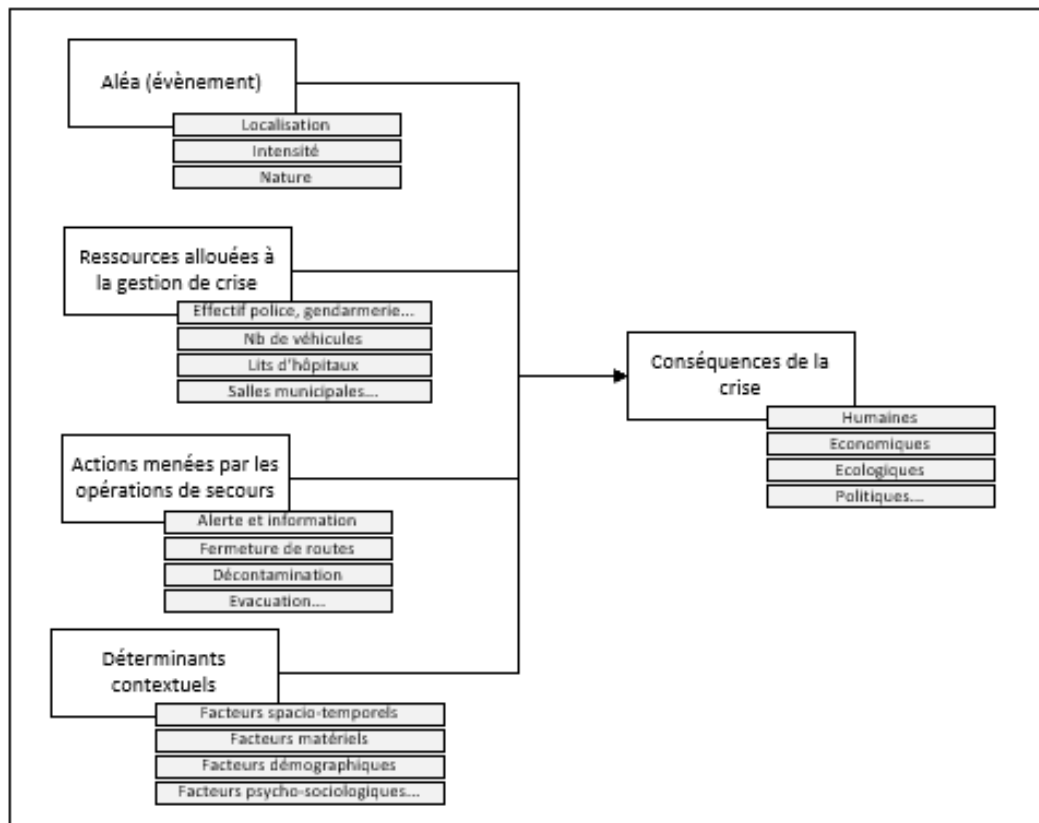 Aléa (évènement)
Localisation
Intensité
Nature
Ressources allouées à
la gestion de crise
Effectif police, gendarmerie...
Nb de véhicules
Lits d'hôpitaux
Salles municipales...
Actions menées par les
opérations de secours
Alerte et information
Fermeture de routes
Décontamination
Evacuation...
Déterminants
contextuels
Facteurs spacio-temporels
Facteurs matériels
Facteurs démographiques
Facteurs psycho-sociologiques...
Conséquences de la
crise
Humaines
Economiques
Ecologiques
Politiques...